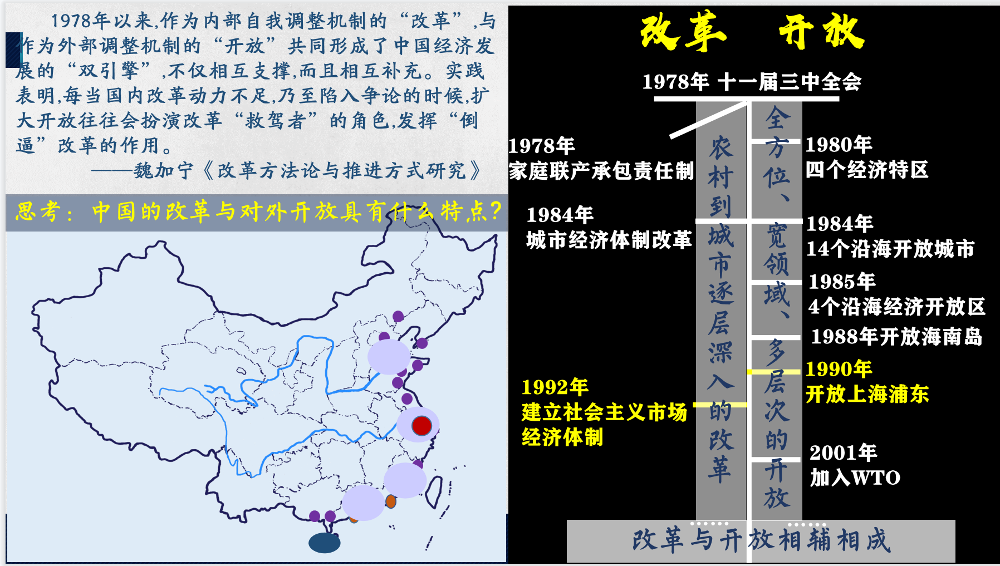 1978年以来,作为内部自我调整机制的“改革”,与
作为外部调整机制的“开放”共同形成了中国经济发
展的“双引擎”,不仅相互支撑,而且相互补充。实践
表明,每当国内改革动力不足,乃至陷入争论的时候,扩
大开放往往会扮演改革“救驾者”的角色,发挥“倒
逼”改革的作用。
——魏加宁《改革方法论与推进方式研究》
思考：中国的改革与对外开放具有什么特点?
改革 开放
1978年 十一届三中全会
1978年
家庭联产承包责任制
1984年
城市经济体制改革
1992年
建立社会主义市场
经济体制
农村到城市逐层深入的改革
全方位、宽领域、多层次的开放
1980年
四个经济特区
1984年
14个沿海开放城市
1985年
4个沿海经济开放区
1988年开放海南岛
1990年
开放上海浦东
2001年
加入WTO
······ ······
改革与开放相辅相成